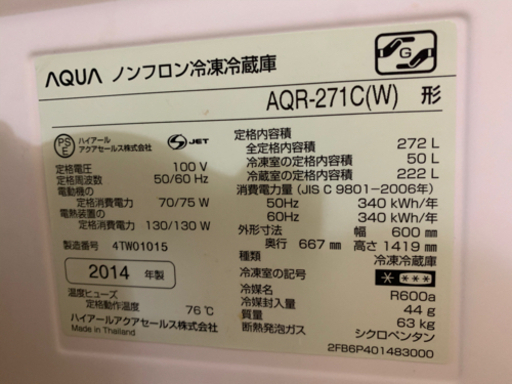 AQUA ノンフロン冷凍冷蔵庫
G
AQR-271C(W) 形
PS
E
ハイアール
アクアセールス株式会社
S JET
定格電圧 100 V
定格周波数 50/60 Hz
電動機の
定格消費電力 70/75 W
電熱装置の
定格消費電力 130/130 W
製造番号 4TW01015
2014 年製
温度ヒューズ
定格動作温度 76℃
ハイアールアクアセールス株式会社
Made in Thailand
定格内容積
全定格内容積 272 L
冷凍室の定格内容積 50 L
冷蔵室の定格内容積 222 L
消費電力量 (JIS C 9801-2006年)
50Hz 340 kWh/年
60Hz 340 kWh/年
外形寸法 幅 600 mm
奥行 667 mm 高さ 1419 mm
種類 冷凍冷蔵庫
冷凍室の記号
冷媒名 R600a
冷媒封入量 44 g
質量 63 kg
断熱発泡ガス シクロペンタン
2FB6P401483000